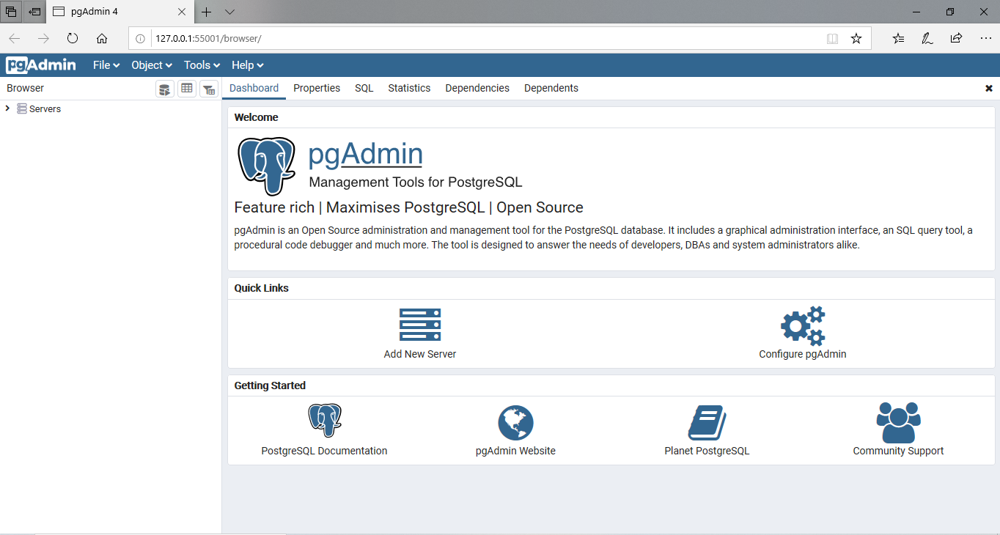 pgAdmin 4
127.0.0.1:55001/browser/
pgAdmin File Object Tools Help
Browser
Dashboard Properties SQL Statistics Dependencies Dependents
Servers
Welcome
pgAdmin
Management Tools for PostgreSQL
Feature rich | Maximises PostgreSQL | Open Source
pgAdmin is an Open Source administration and management tool for the PostgreSQL database. It includes a graphical administration interface, an SQL query tool, a
procedural code debugger and much more. The tool is designed to answer the needs of developers, DBAs and system administrators alike.
Quick Links
Add New Server
Configure pgAdmin
Getting Started
PostgreSQL Documentation
pgAdmin Website
Planet PostgreSQL
Community Support